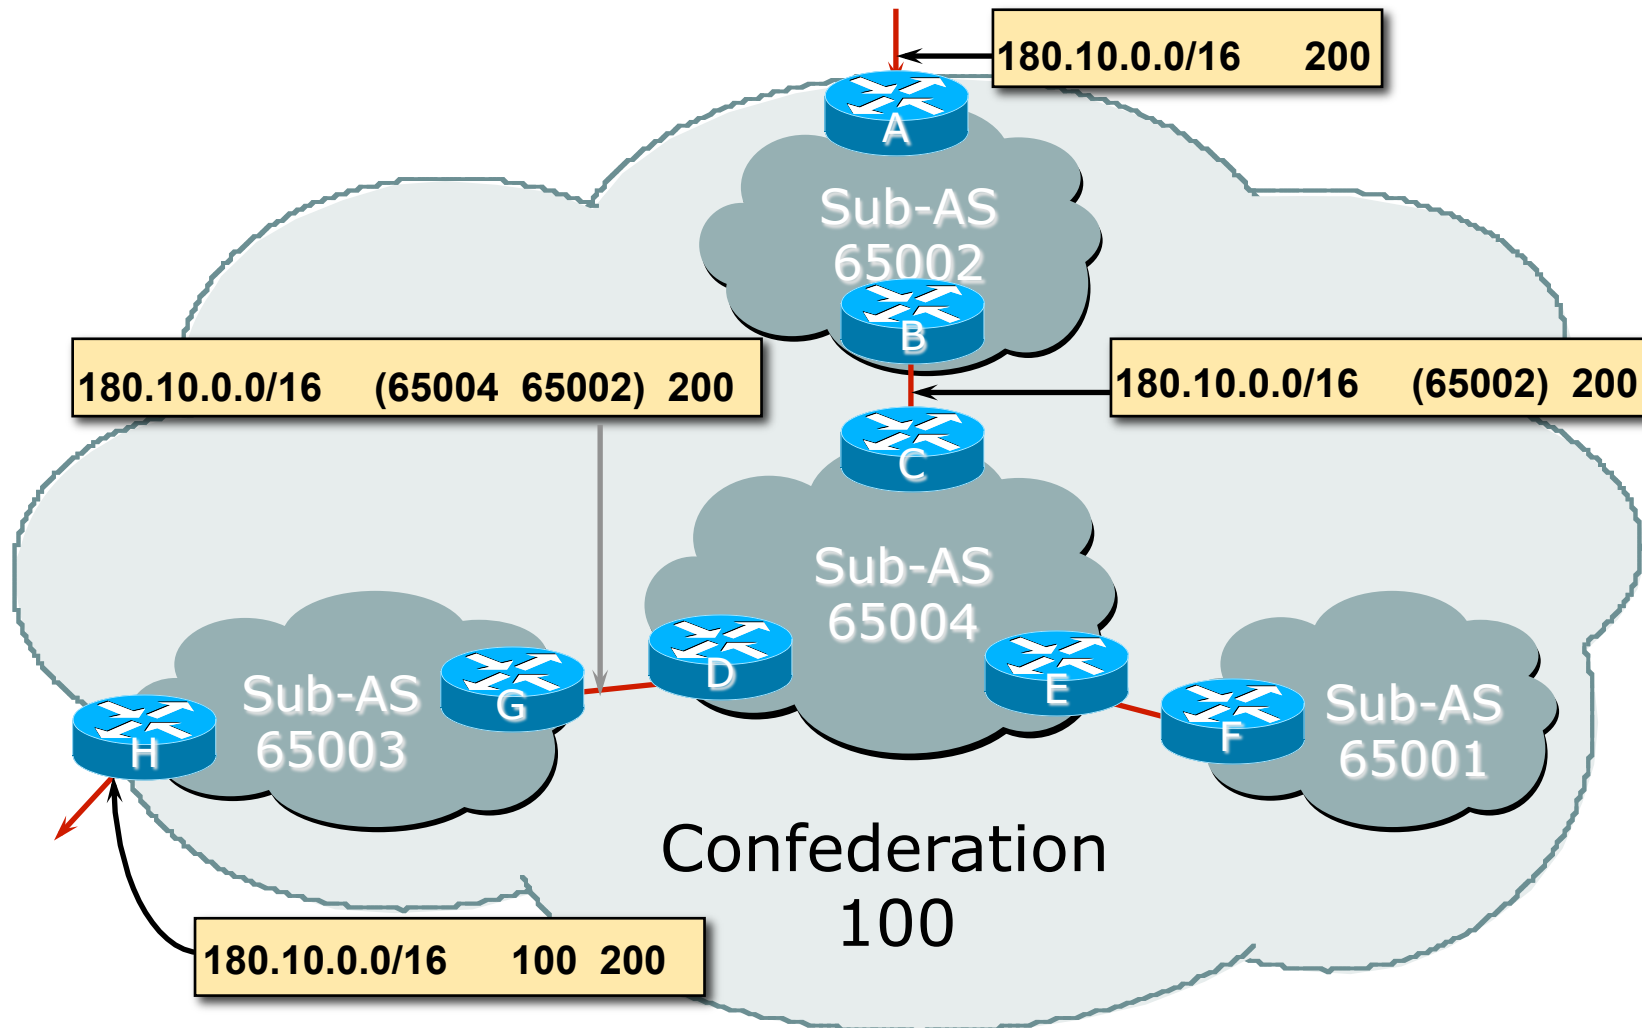 180.10.0.0/16 200
A
Sub-AS
65002
B
180.10.0.0/16 (65004 65002) 200
180.10.0.0/16 (65002) 200
C
Sub-AS
65004
D
E
G
Sub-AS
65003
H
F
Sub-AS
65001
Confederation
100
180.10.0.0/16 100 200